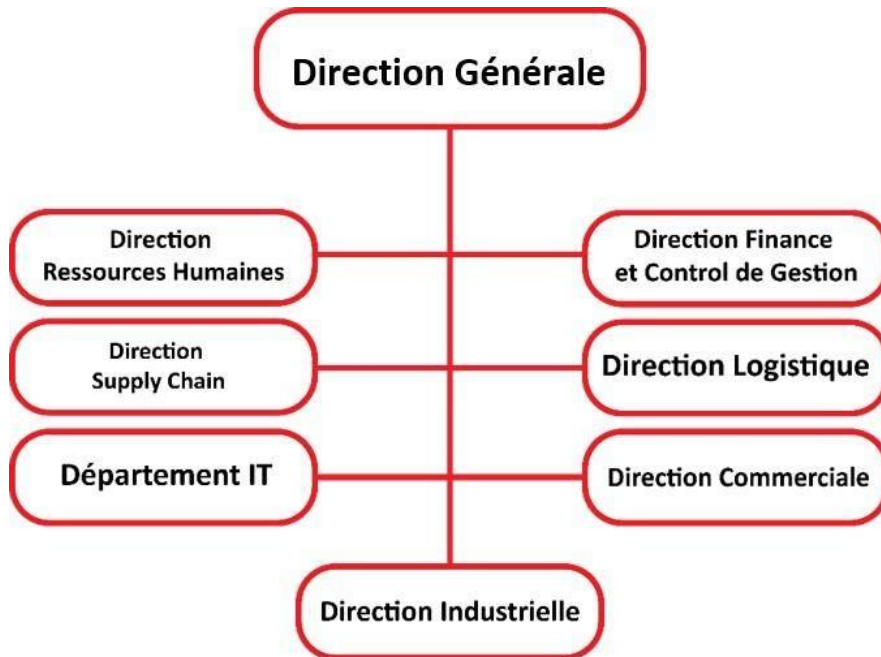 Direction Générale
Direction
Ressources Humaines
Direction Finance
et Control de Gestion
Direction
Supply Chain
Direction Logistique
Département IT
Direction Commerciale
Direction Industrielle